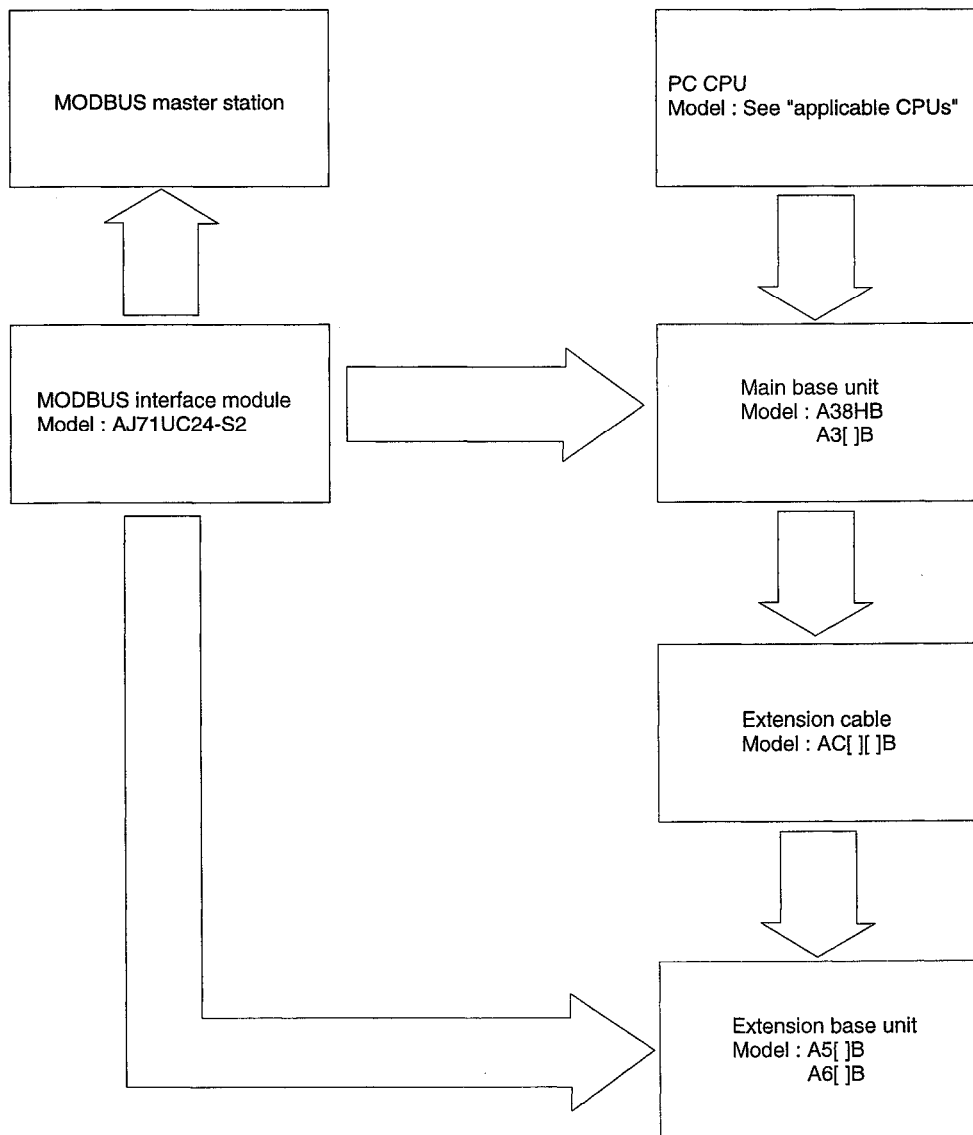 MODBUS master station
PC CPU
Model : See "applicable CPUs"
MODBUS interface module
Model : AJ71UC24-S2
Main base unit
Model : A38HB
A3[ ]B
Extension cable
Model : AC[ ][ ]B
Extension base unit
Model : A5[ ]B
A6[ ]B